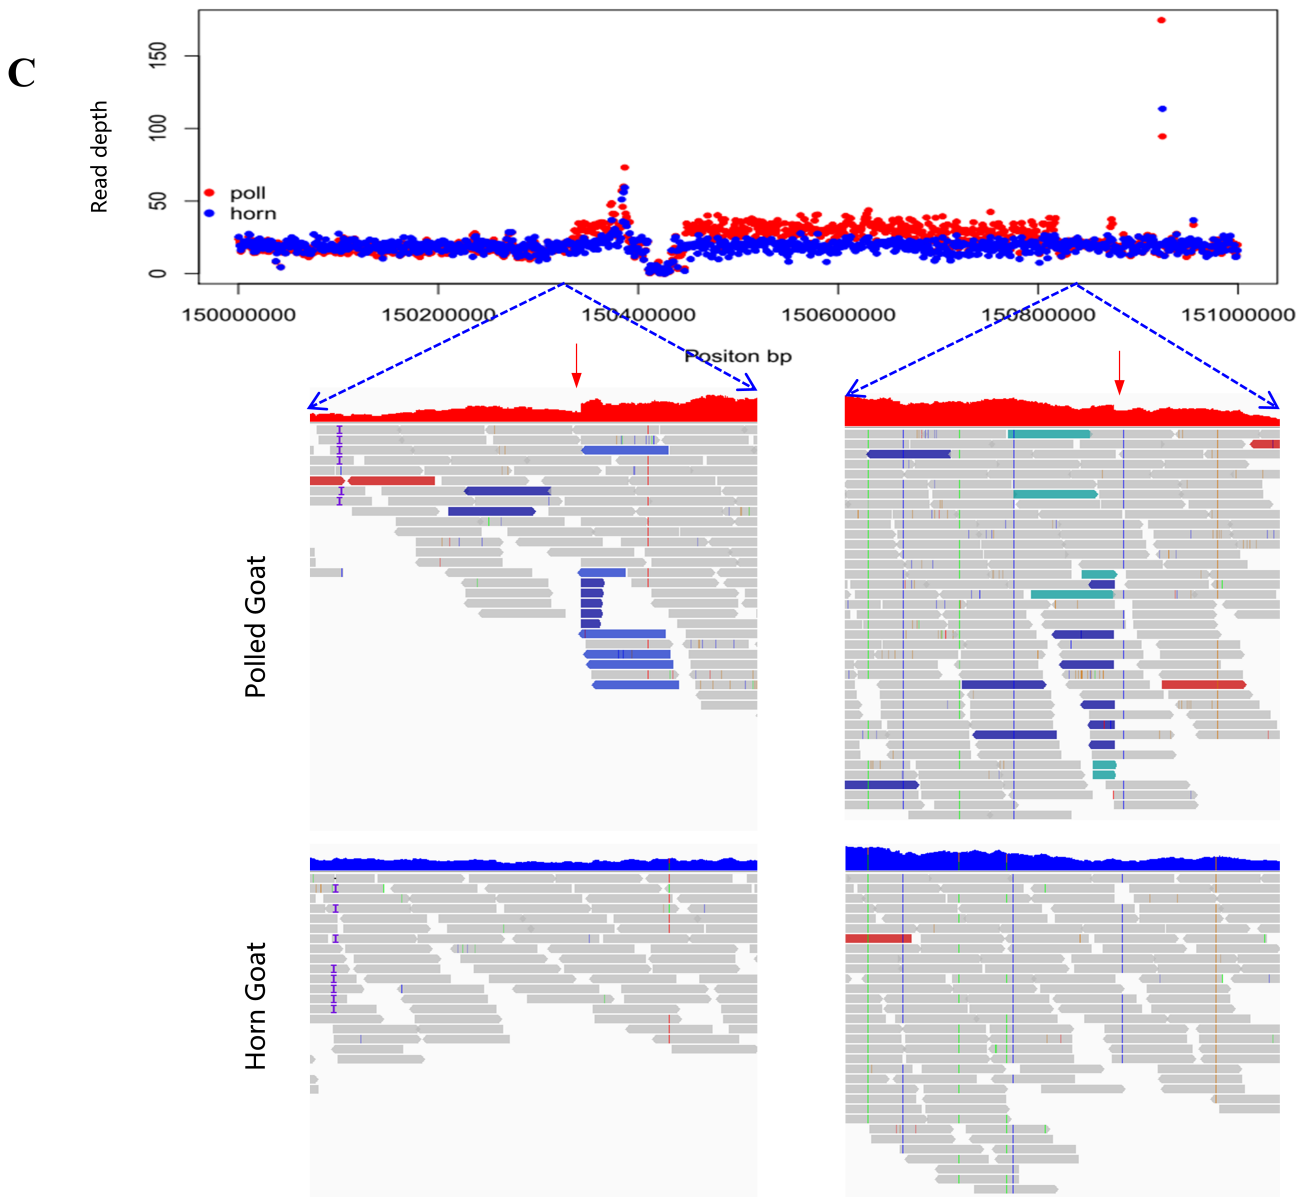 C
Read depth
150
100
50
0
poll
horn
150000000
150200000
150400000
150600000
150800000
151000000
Positon bp
Polled Goat
Horn Goat